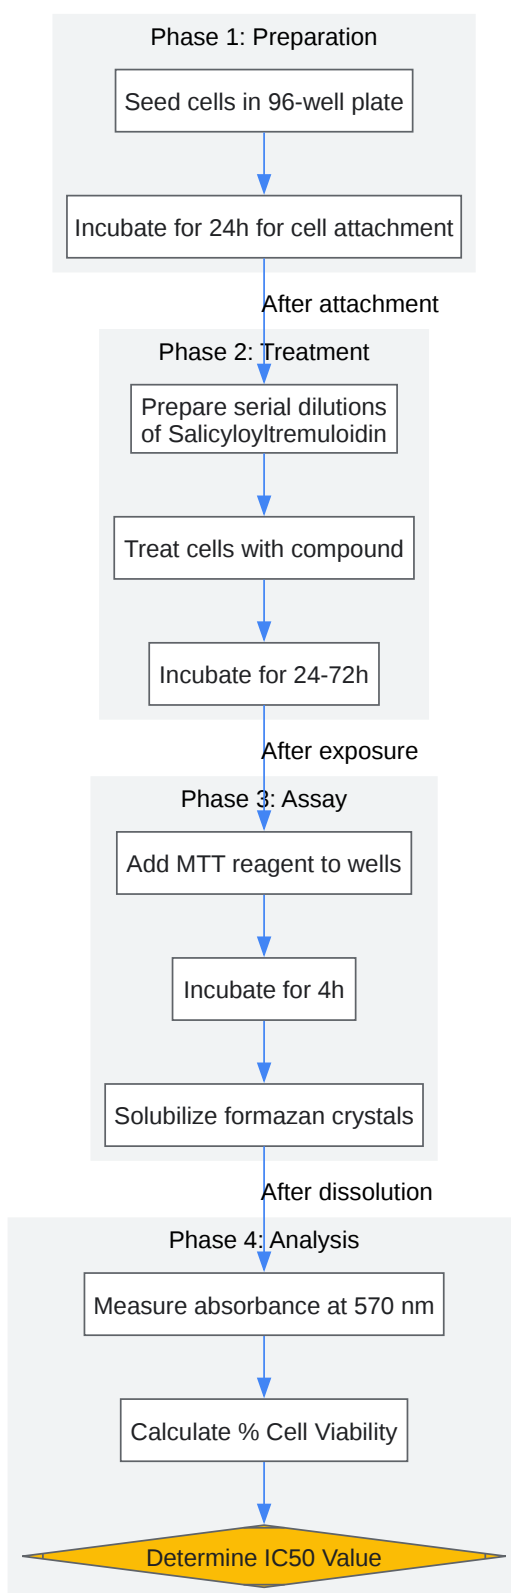 Phase 1: Preparation
Seed cells in 96-well plate
Incubate for 24h for cell attachment
After attachment
Phase 2: Treatment
Prepare serial dilutions
of Salicyloyltremuloidin
Treat cells with compound
Incubate for 24-72h
After exposure
Phase 3: Assay
Add MTT reagent to wells
Incubate for 4h
Solubilize formazan crystals
After dissolution
Phase 4: Analysis
Measure absorbance at 570 nm
Calculate % Cell Viability
Determine IC50 Value